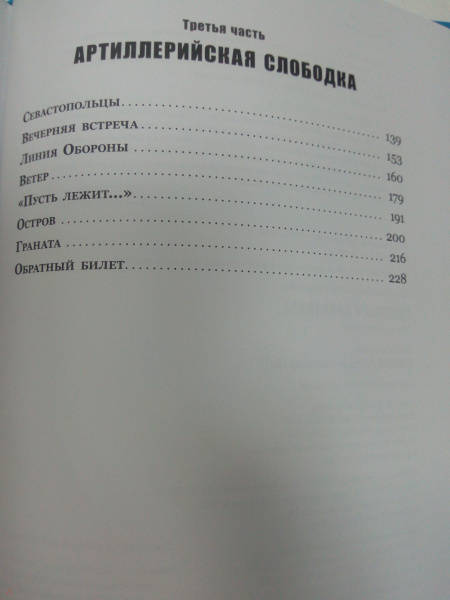 Третья часть
АРТИЛЛЕРИЙСКАЯ СЛОБОДКА
Севастопольцы 139
Вечерняя встреча 153
Линия Обороны 160
Ветер 179
«Пусть лежит...» 191
Остров 200
Граната 216
Обратный билет 228